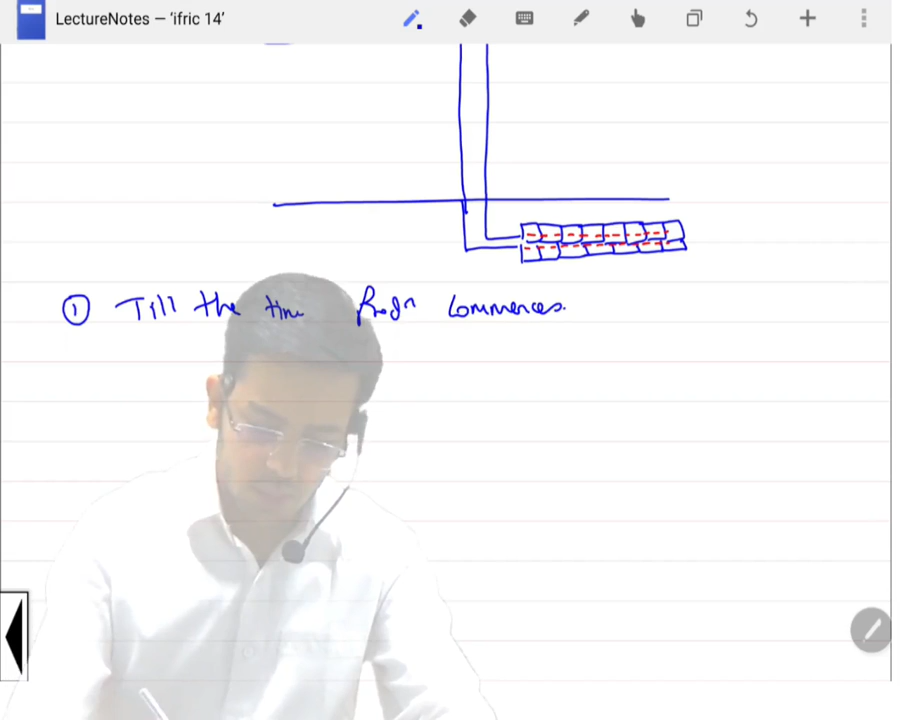 LectureNotes – 'ifric 14'
① Till the time Prodn Commences.